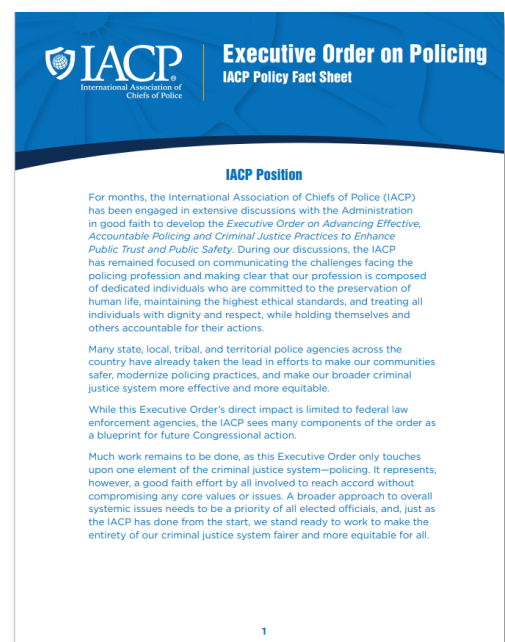 IACP®
International Association of
Chiefs of Police
Executive Order on Policing
IACP Policy Fact Sheet
IACP Position
For months, the International Association of Chiefs of Police (IACP)
has been engaged in extensive discussions with the Administration
in good faith to develop the Executive Order on Advancing Effective,
Accountable Policing and Criminal Justice Practices to Enhance
Public Trust and Public Safety. During our discussions, the IACP
has remained focused on communicating the challenges facing the
policing profession and making clear that our profession is composed
of dedicated individuals who are committed to the preservation of
human life, maintaining the highest ethical standards, and treating all
individuals with dignity and respect, while holding themselves and
others accountable for their actions.
Many state, local, tribal, and territorial police agencies across the
country have already taken the lead in efforts to make our communities
safer, modernize policing practices, and make our broader criminal
justice system more effective and more equitable.
While this Executive Order’s direct impact is limited to federal law
enforcement agencies, the IACP sees many components of the order as
a blueprint for future Congressional action.
Much work remains to be done, as this Executive Order only touches
upon one element of the criminal justice system—policing. It represents,
however, a good faith effort by all involved to reach accord without
compromising any core values or issues. A broader approach to overall
systemic issues needs to be a priority of all elected officials, and, just as
the IACP has done from the start, we stand ready to work to make the
entirety of our criminal justice system fairer and more equitable for all.
1